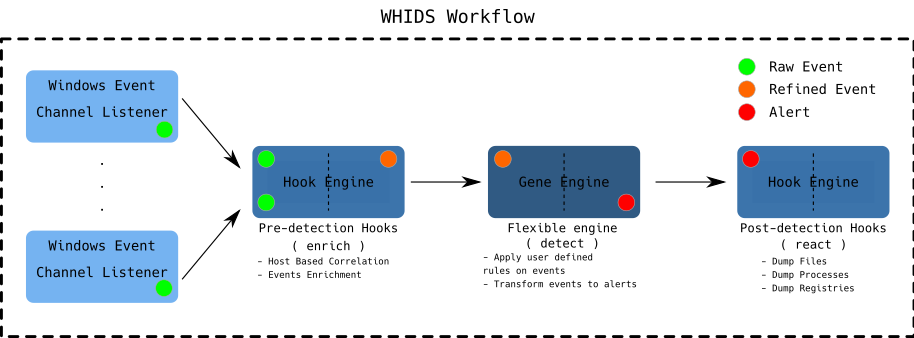 WHIDS Workflow
Raw Event
Refined Event
Alert
Windows Event
Channel Listener
.
.
.
Windows Event
Channel Listener
Hook Engine
Pre-detection Hooks
( enrich )
- Host Based Correlation
- Events Enrichment
Gene Engine
Flexible engine
( detect )
- Apply user defined
rules on events
- Transform events to alerts
Hook Engine
Post-detection Hooks
( react )
- Dump Files
- Dump Processes
- Dump Registries